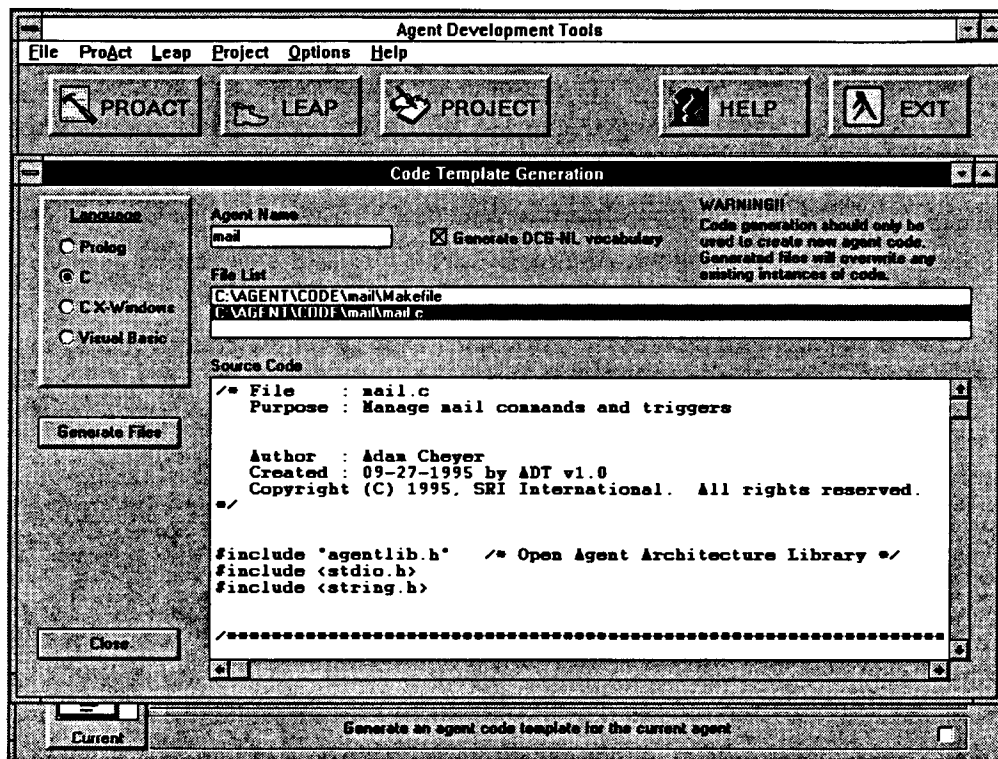 Agent Development Tools
File ProAct Leap Project Options Help
PROACT LEAP PROJECT HELP EXIT
Code Template Generation
Language
Prolog
C
C X-Windows
Visual Basic
Generate Files
Close
Agent Name
mail
Generate DCG-NL vocabulary
WARNING!!
Code generation should only be
used to create new agent code.
Generated files will overwrite any
existing instances of code.
File List
C:\AGENT\CODE\mail\Makefile
C:\AGENT\CODE\mail\mail.c
Source Code
/* File : mail.c
Purpose : Manage mail commands and triggers
Author : Adam Cheyer
Created : 09-27-1995 by ADT v1.0
Copyright (C) 1995, SRI International. All rights reserved.
*/
#include "agentlib.h" /* Open Agent Architecture Library */
#include <stdio.h>
#include <string.h>
/*****************************************************************
Current
Generate an agent code template for the current agent